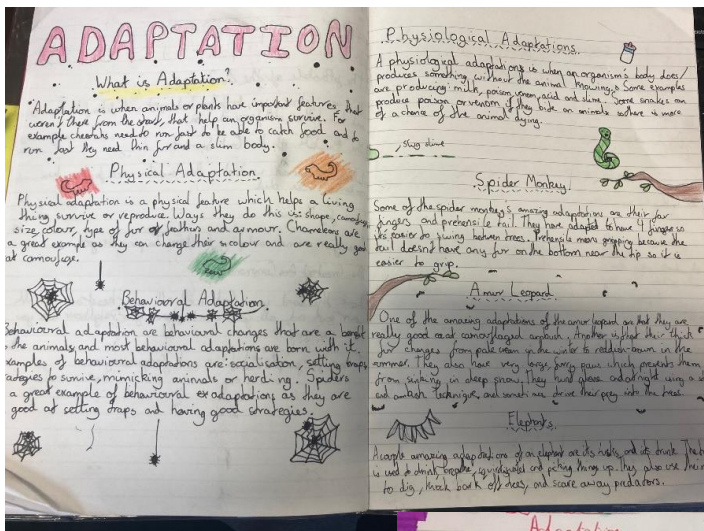 ADAPTATION
What is Adaptation?
Adaptation is when animals or plants have important features, that
weren't there from the start, that help an organism survive. For
example cheetahs need to run fast to be able to catch food and to
run fast they need thin fur and a slim body.
Physical Adaptation
Physical adaptation is a physical feature which helps a living
thing survive or reproduce. Ways they do this is: shape, camouflage,
size, colour, type of fur or feathers and armour. Chameleons are
a great example as they can change their colour and are really good
at camoufage.
Behavioural Adaptation
Behavioural adaptation are behavioural changes that are a benefit
the animals and most behavioural adaptations are born with it.
examples of behavioural adaptations are: socialisation, setting traps
to survive, mimicking animals or herding. Spiders
a great example of behavioural adaptations as they are
good at setting traps and having good strategies.
Physiological Adaptations
A physiological adaptations is when an organism's body does/
produces something without the animal knowing. Some examples
are producing: milk, poison, venom, acid and slime. Some snakes can
produce poison or venom if they bite an animal so there is more
of a chance of the animal dying.
slug slime
Spider Monkey
Some of the spider monkey's amazing adaptations are their four
fingers and prehensile tail. They have adapted to have 4 fingers so
it's easier to swing between trees. Prehensile means grasping because the
tail doesn't have any fur on the bottom near the tip so it is
easier to grip.
Amur Leopard
One of the amazing adaptations of the amur leopard is that they are
really good at camoflaged ambush. Another is that their thick
fur changes from pale cream in the winter to reddish-brown in the
summer. They also have very large, furry paws which prevents them
from sinking in deep snow. They hunt alone and at night using a
and ambush technique, and sometimes drive their prey into the trees.
Elephants
A couple amazing adaptations of an elephant are its tusks, and its trunk. The
is used to drink, breathe, and picking things up. They also use their
to dig, knock bark off trees, and scare away predators.
Adaptation